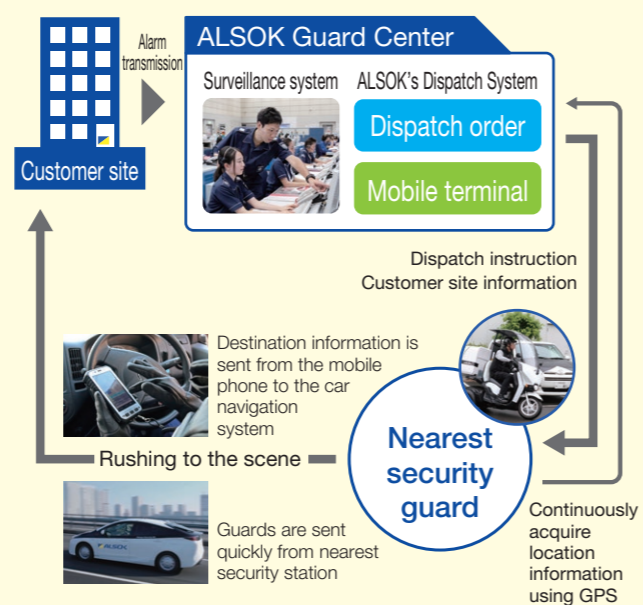 Alarm
transmission
ALSOK Guard Center
Surveillance system
ALSOK's Dispatch System
Dispatch order
Mobile terminal
Customer site
Dispatch instruction
Customer site information
Destination information is
sent from the mobile
phone to the car
navigation
system
Nearest
security
guard
Rushing to the scene
ALSOK
Guards are sent
quickly from nearest
security station
Continuously
acquire
location
information
using GPS